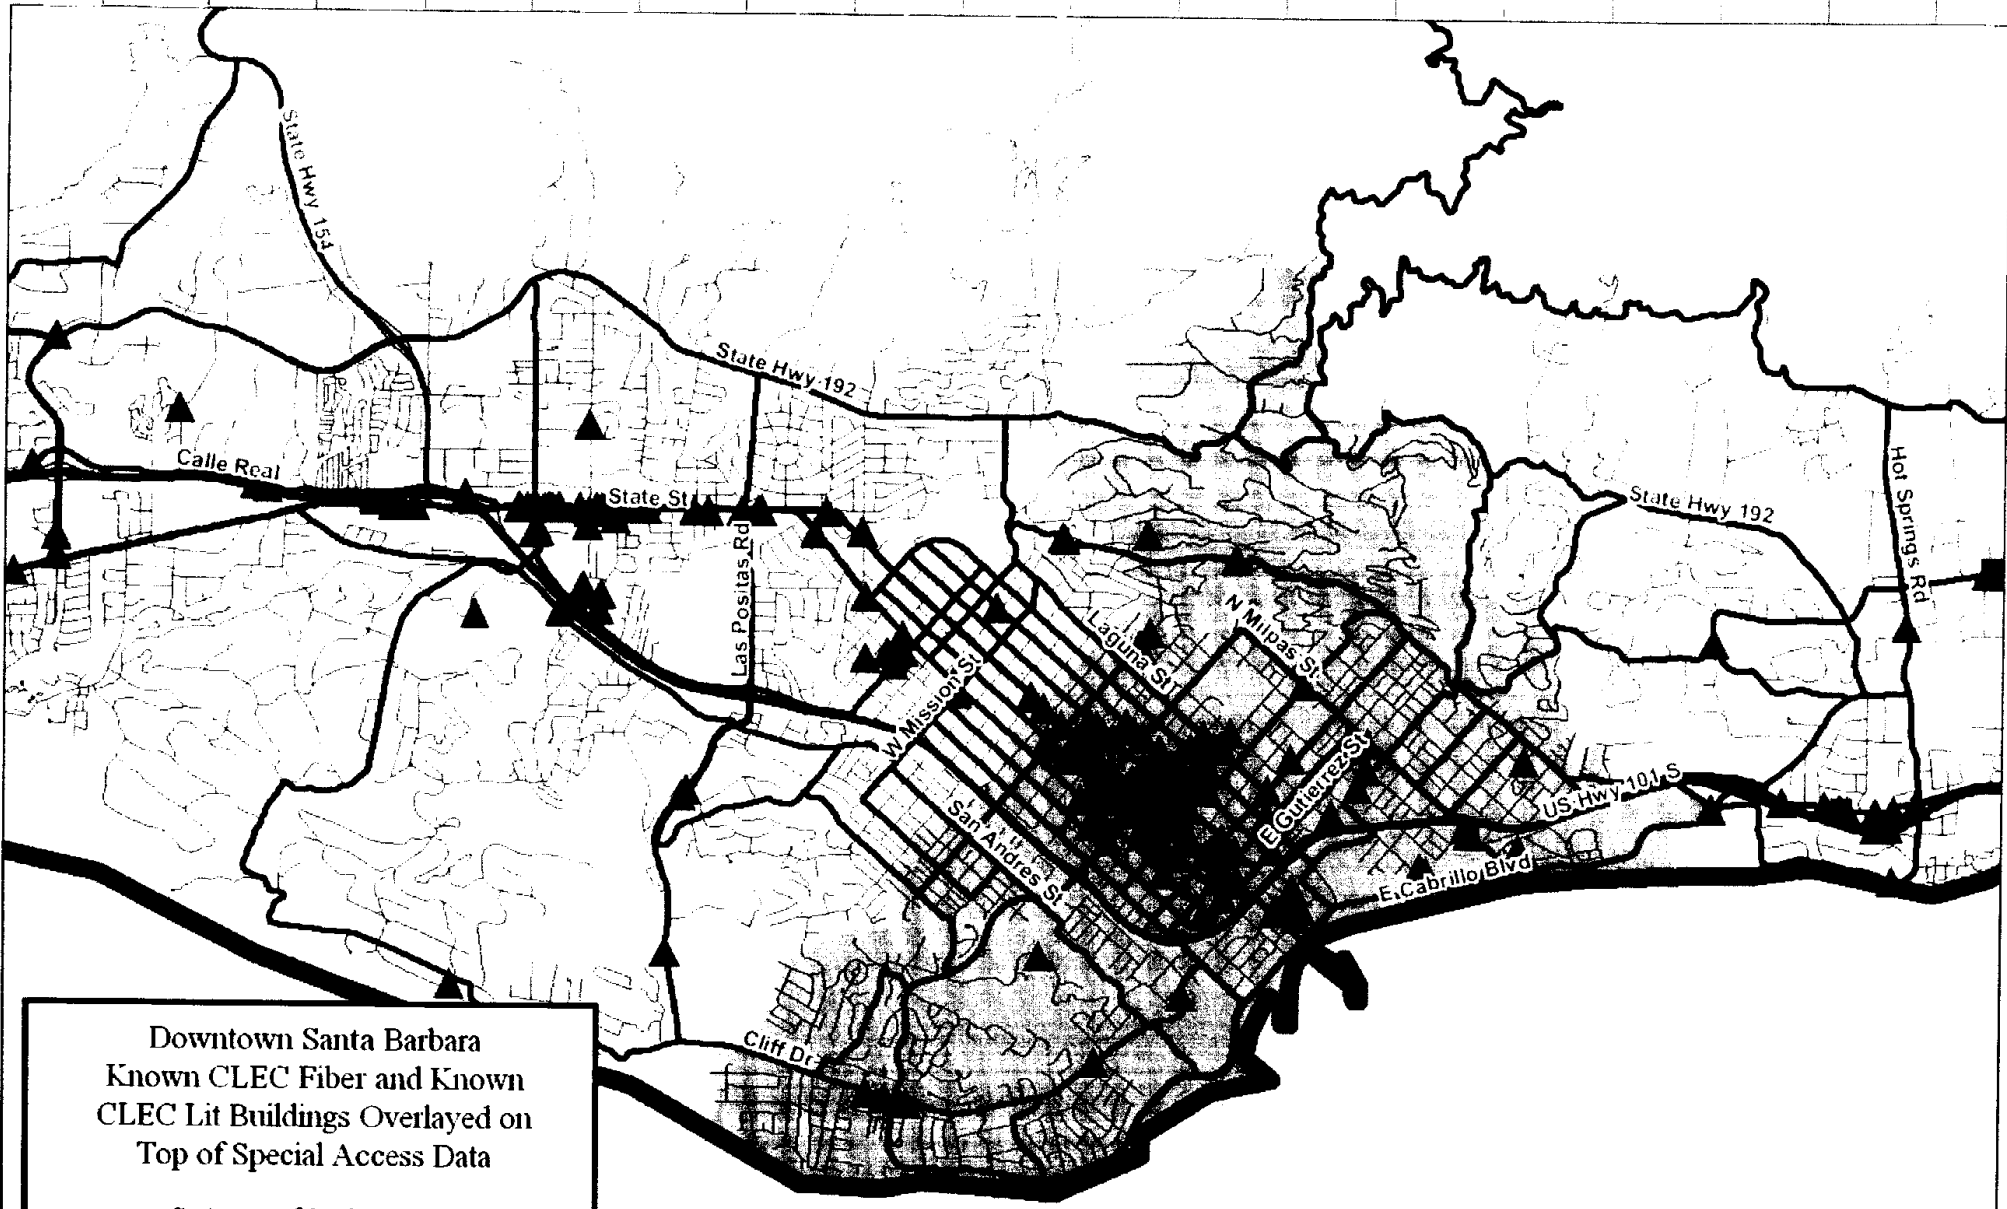 State Hwy 154
State Hwy 192
Calle Real
State St
Las Positas Rd
State Hwy 192
Hot Springs Rd
N Milpas St
Laguna St
W Mission St
E Gutierrez St
San Andres St
US Hwy 101 S
E Cabrillo Blvd
Cliff Dr
Downtown Santa Barbara
Known CLEC Fiber and Known
CLEC Lit Buildings Overlayed on
Top of Special Access Data